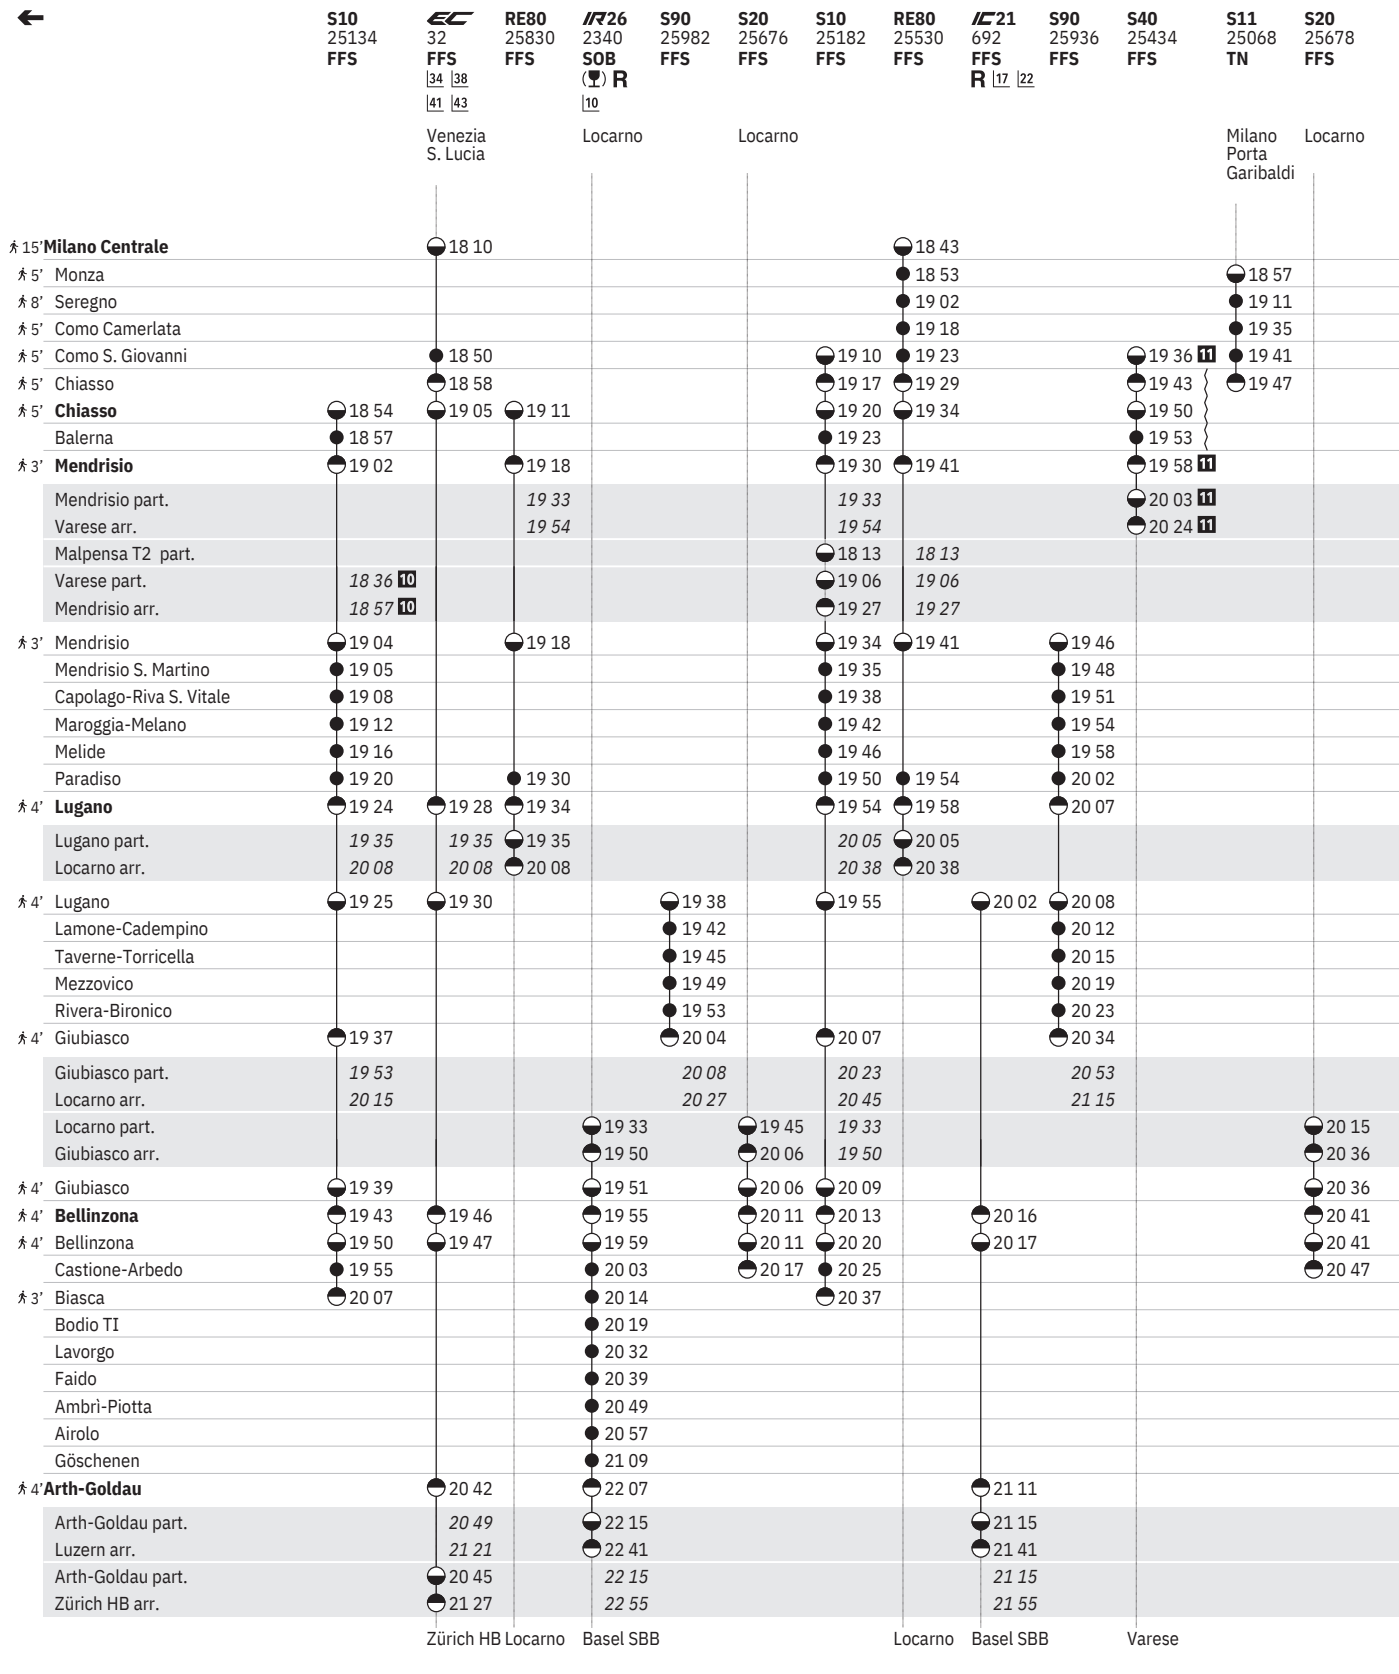 S10 EC RE80 IR26 S90 S20 S10 RE80 IC21 S90 S40 S11 S20
25134 32 25830 2340 25982 25676 25182 25530 692 25936 25434 25068 25678
FFS FFS FFS SOB FFS FFS FFS FFS FFS FFS FFS TN FFS
34 38 R R 17 22
41 43 10
Venezia Locarno Locarno Milano Locarno
S. Lucia Porta
Garibaldi
15’ Milano Centrale 18 10 18 43
5’ Monza 18 53 18 57
8’ Seregno 19 02 19 11
5’ Como Camerlata 19 18 19 35
5’ Como S. Giovanni 18 50 19 10 19 23 19 36 11 19 41
5’ Chiasso 18 58 19 17 19 29 19 43 19 47
5’ Chiasso 18 54 19 05 19 11 19 20 19 34 19 50
Balerna 18 57 19 23 19 53
3’ Mendrisio 19 02 19 18 19 30 19 41 19 58 11
Mendrisio part. 19 33 19 33 20 03 11
Varese arr. 19 54 19 54 20 24 11
Malpensa T2 part. 18 13 18 13
Varese part. 18 36 10 19 06 19 06
Mendrisio arr. 18 57 10 19 27 19 27
3’ Mendrisio 19 04 19 18 19 34 19 41 19 46
Mendrisio S. Martino 19 05 19 35 19 48
Capolago-Riva S. Vitale 19 08 19 38 19 51
Maroggia-Melano 19 12 19 42 19 54
Melide 19 16 19 46 19 58
Paradiso 19 20 19 30 19 50 19 54 20 02
4’ Lugano 19 24 19 28 19 34 19 54 19 58 20 07
Lugano part. 19 35 19 35 19 35 20 05 20 05
Locarno arr. 20 08 20 08 20 08 20 38 20 38
4’ Lugano 19 25 19 30 19 38 19 55 20 02 20 08
Lamone-Cadempino 19 42 20 12
Taverne-Torricella 19 45 20 15
Mezzovico 19 49 20 19
Rivera-Bironico 19 53 20 23
4’ Giubiasco 19 37 20 04 20 07 20 34
Giubiasco part. 19 53 20 08 20 23 20 53
Locarno arr. 20 15 20 27 20 45 21 15
Locarno part. 19 33 19 45 19 33 20 15
Giubiasco arr. 19 50 20 06 19 50 20 36
4’ Giubiasco 19 39 19 51 20 06 20 09 20 36
4’ Bellinzona 19 43 19 46 19 55 20 11 20 13 20 16 20 41
4’ Bellinzona 19 50 19 47 19 59 20 11 20 20 20 17 20 41
Castione-Arbedo 19 55 20 03 20 17 20 25 20 47
3’ Biasca 20 07 20 14 20 37
Bodio TI 20 19
Lavorgo 20 32
Faido 20 39
Ambrì-Piotta 20 49
Airolo 20 57
Göschenen 21 09
4’ Arth-Goldau 20 42 22 07 21 11
Arth-Goldau part. 20 49 22 15 21 15
Luzern arr. 21 21 22 41 21 41
Arth-Goldau part. 20 45 22 15 21 15
Zürich HB arr. 21 27 22 55 21 55
Zürich HB Locarno Basel SBB Locarno Basel SBB Varese